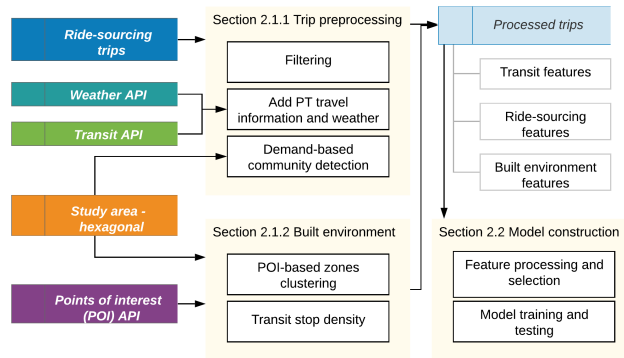 Ride-sourcing
trips
Weather API
Transit API
Study area -
hexagonal
Points of interest
(POI) API
Section 2.1.1 Trip preprocessing
Filtering
Add PT travel
information and weather
Demand-based
community detection
Section 2.1.2 Built environment
POI-based zones
clustering
Transit stop density
Processed trips
Transit features
Ride-sourcing
features
Built environment
features
Section 2.2 Model construction
Feature processing and
selection
Model training and
testing